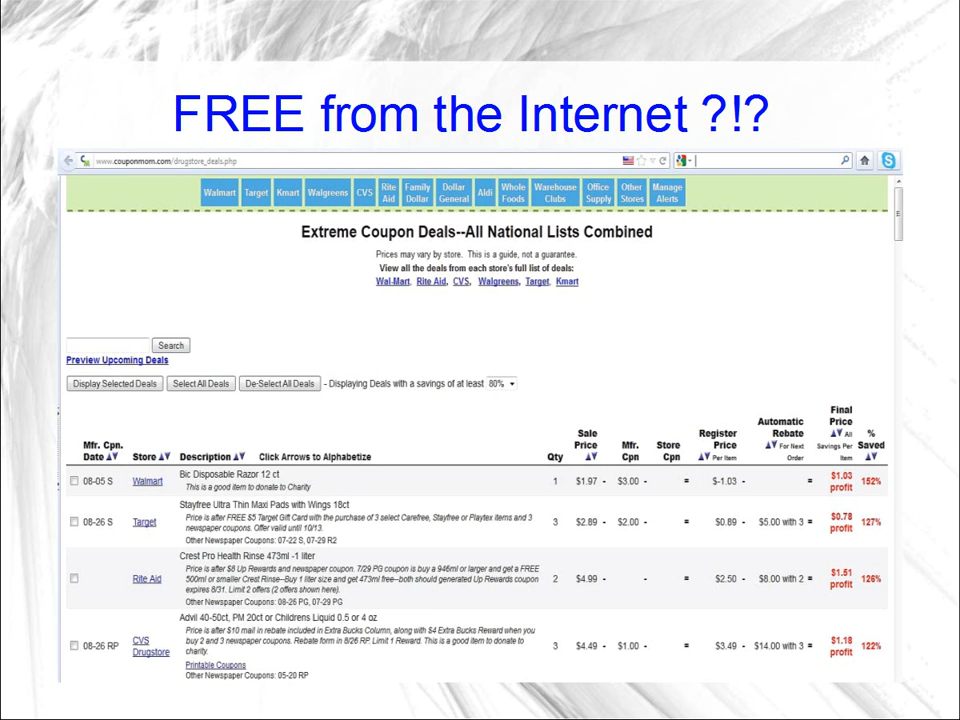 FREE from the Internet ?!?
www.couponmom.com/drugstore_deals.php
Walmart Target Kmart Walgreens CVS Rite Aid Family Dollar Dollar General Aldi Whole Foods Warehouse Clubs Office Supply Other Stores Manage Alerts
Extreme Coupon Deals--All National Lists Combined
Prices may vary by store. This is a guide, not a guarantee.
View all the deals from each store's full list of deals:
Wal-Mart, Rite Aid, CVS, Walgreens, Target, Kmart
Search
Preview Upcoming Deals
Display Selected Deals Select All Deals De-Select All Deals - Displaying Deals with a savings of at least 80%
Mfr. Cpn. Date Store Description Click Arrows to Alphabetize Qty Sale Price Mfr. Cpn Store Cpn Register Price Per Item Automatic Rebate For Next Order Final Price All Savings Per Item % Saved
Bic Disposable Razor 12 ct
08-05 S Walmart This is a good item to donate to Charity 1 $1.97 - $3.00 - = $-1.03 - = $1.03 profit 152%
Stayfree Ultra Thin Maxi Pads with Wings 18ct
Price is after FREE $5 Target Gift Card with the purchase of 3 select Carefree, Stayfree or Playtex items and 3
08-26 S Target newspaper coupons. Offer valid until 10/13. 3 $2.89 - $2.00 - = $0.89 - $5.00 with 3 = $0.78 profit 127%
Other Newspaper Coupons: 07-22 S, 07-29 R2
Crest Pro Health Rinse 473ml -1 liter
Price is after $8 Up Rewards and newspaper coupon. 7/29 PG coupon is buy a 946ml or larger and get a FREE
Rite Aid 500ml or smaller Crest Rinse--Buy 1 liter size and get 473ml free--both should generated Up Rewards coupon 2 $4.99 - - = $2.50 - $8.00 with 2 = $1.51 profit 126%
expires 8/31. Limit 2 offers (2 offers shown here).
Other Newspaper Coupons: 08-26 PG, 07-29 PG
Advil 40-50ct, PM 20ct or Childrens Liquid 0.5 or 4 oz
Price is after $10 mail in rebate included in Extra Bucks Column, along with $4 Extra Bucks Reward when you
08-26 RP CVS Drugstore buy 2 and 3 newspaper coupons. Rebate form in 8/26 RP. Limit 1 Reward. This is a good item to donate to 3 $4.49 - $1.00 - = $3.49 - $14.00 with 3 = $1.18 profit 122%
charity.
Printable Coupons
Other Newspaper Coupons: 05-20 RP